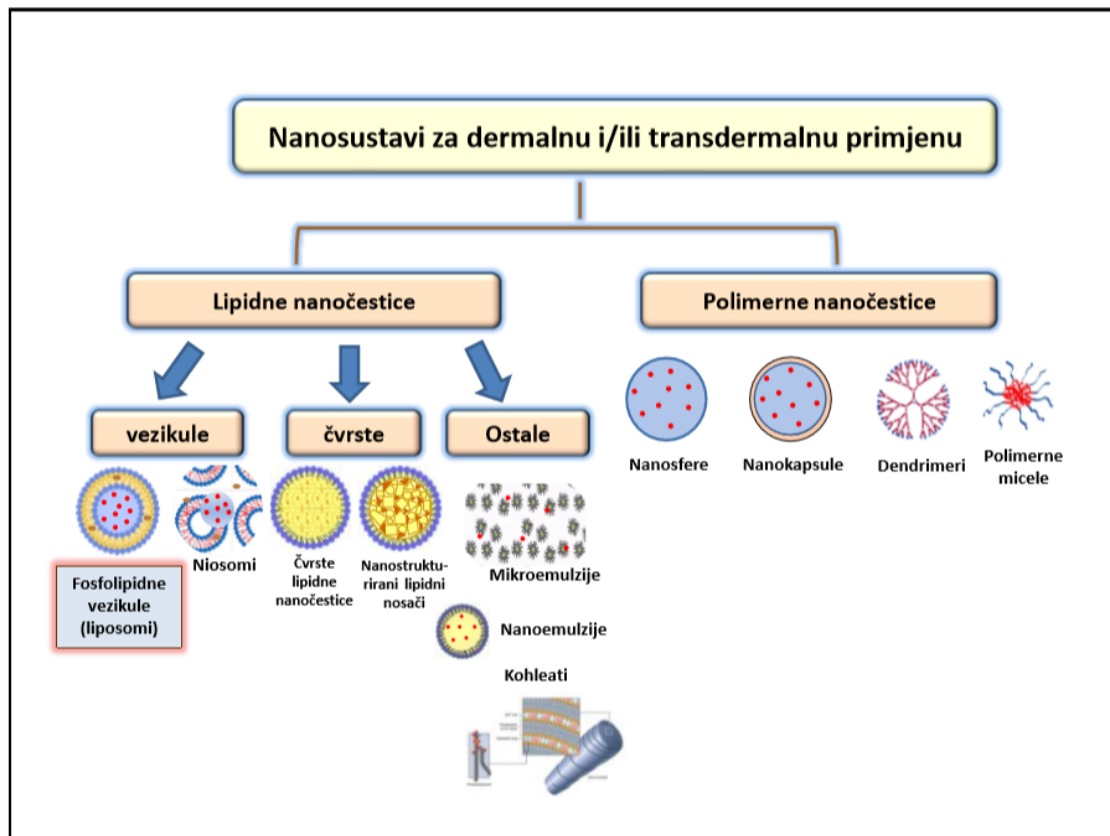 Nanosustavi za dermalnu i/ili transdermalnu primjenu
Lipidne nanočestice
Polimerne nanočestice
vezikule
čvrste
Ostale
Nanosfere
Nanokapsule
Dendrimeri
Polimerne
micele
Fosfolipidne
vezikule
(liposomi)
Niosomi
Čvrste
lipidne
nanočestice
Nanostruktu-
rirani lipidni
nosači
Mikroemulzije
Nanoemulzije
Kohleati